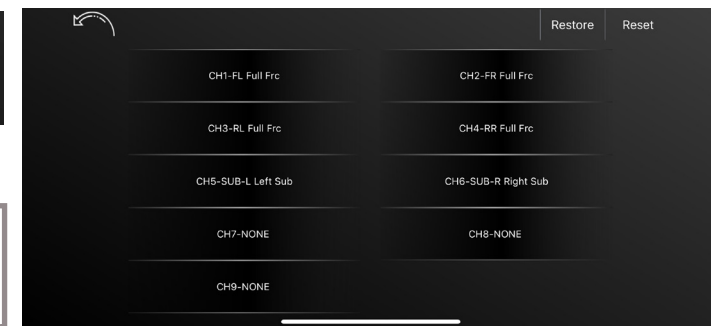 Restore Reset
CH1-FL Full Frc CH2-FR Full Frc
CH3-RL Full Frc CH4-RR Full Frc
CH5-SUB-L Left Sub CH6-SUB-R Right Sub
CH7-NONE CH8-NONE
CH9-NONE